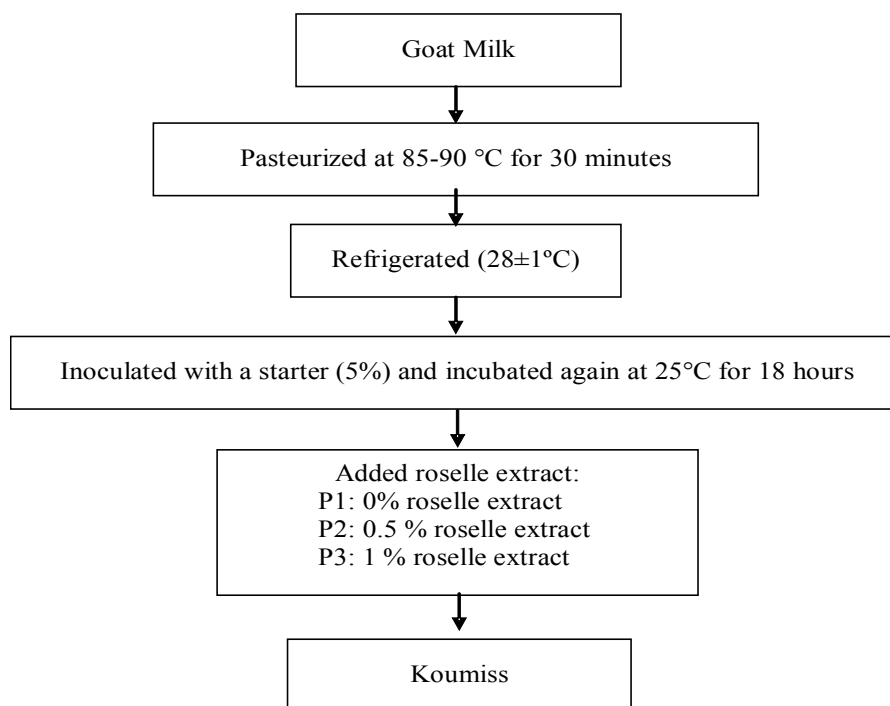 Goat Milk
Pasteurized at 85-90 °C for 30 minutes
Refrigerated (28±1ºC)
Inoculated with a starter (5%) and incubated again at 25°C for 18 hours
Added roselle extract:
P1: 0% roselle extract
P2: 0.5 % roselle extract
P3: 1 % roselle extract
Koumiss